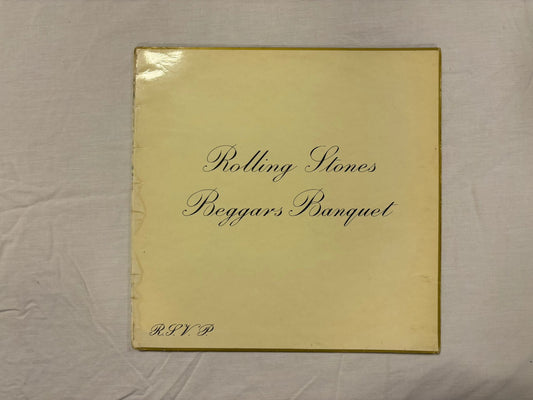 Rolling Stones
Beggars Banquet
R.S.V.P.